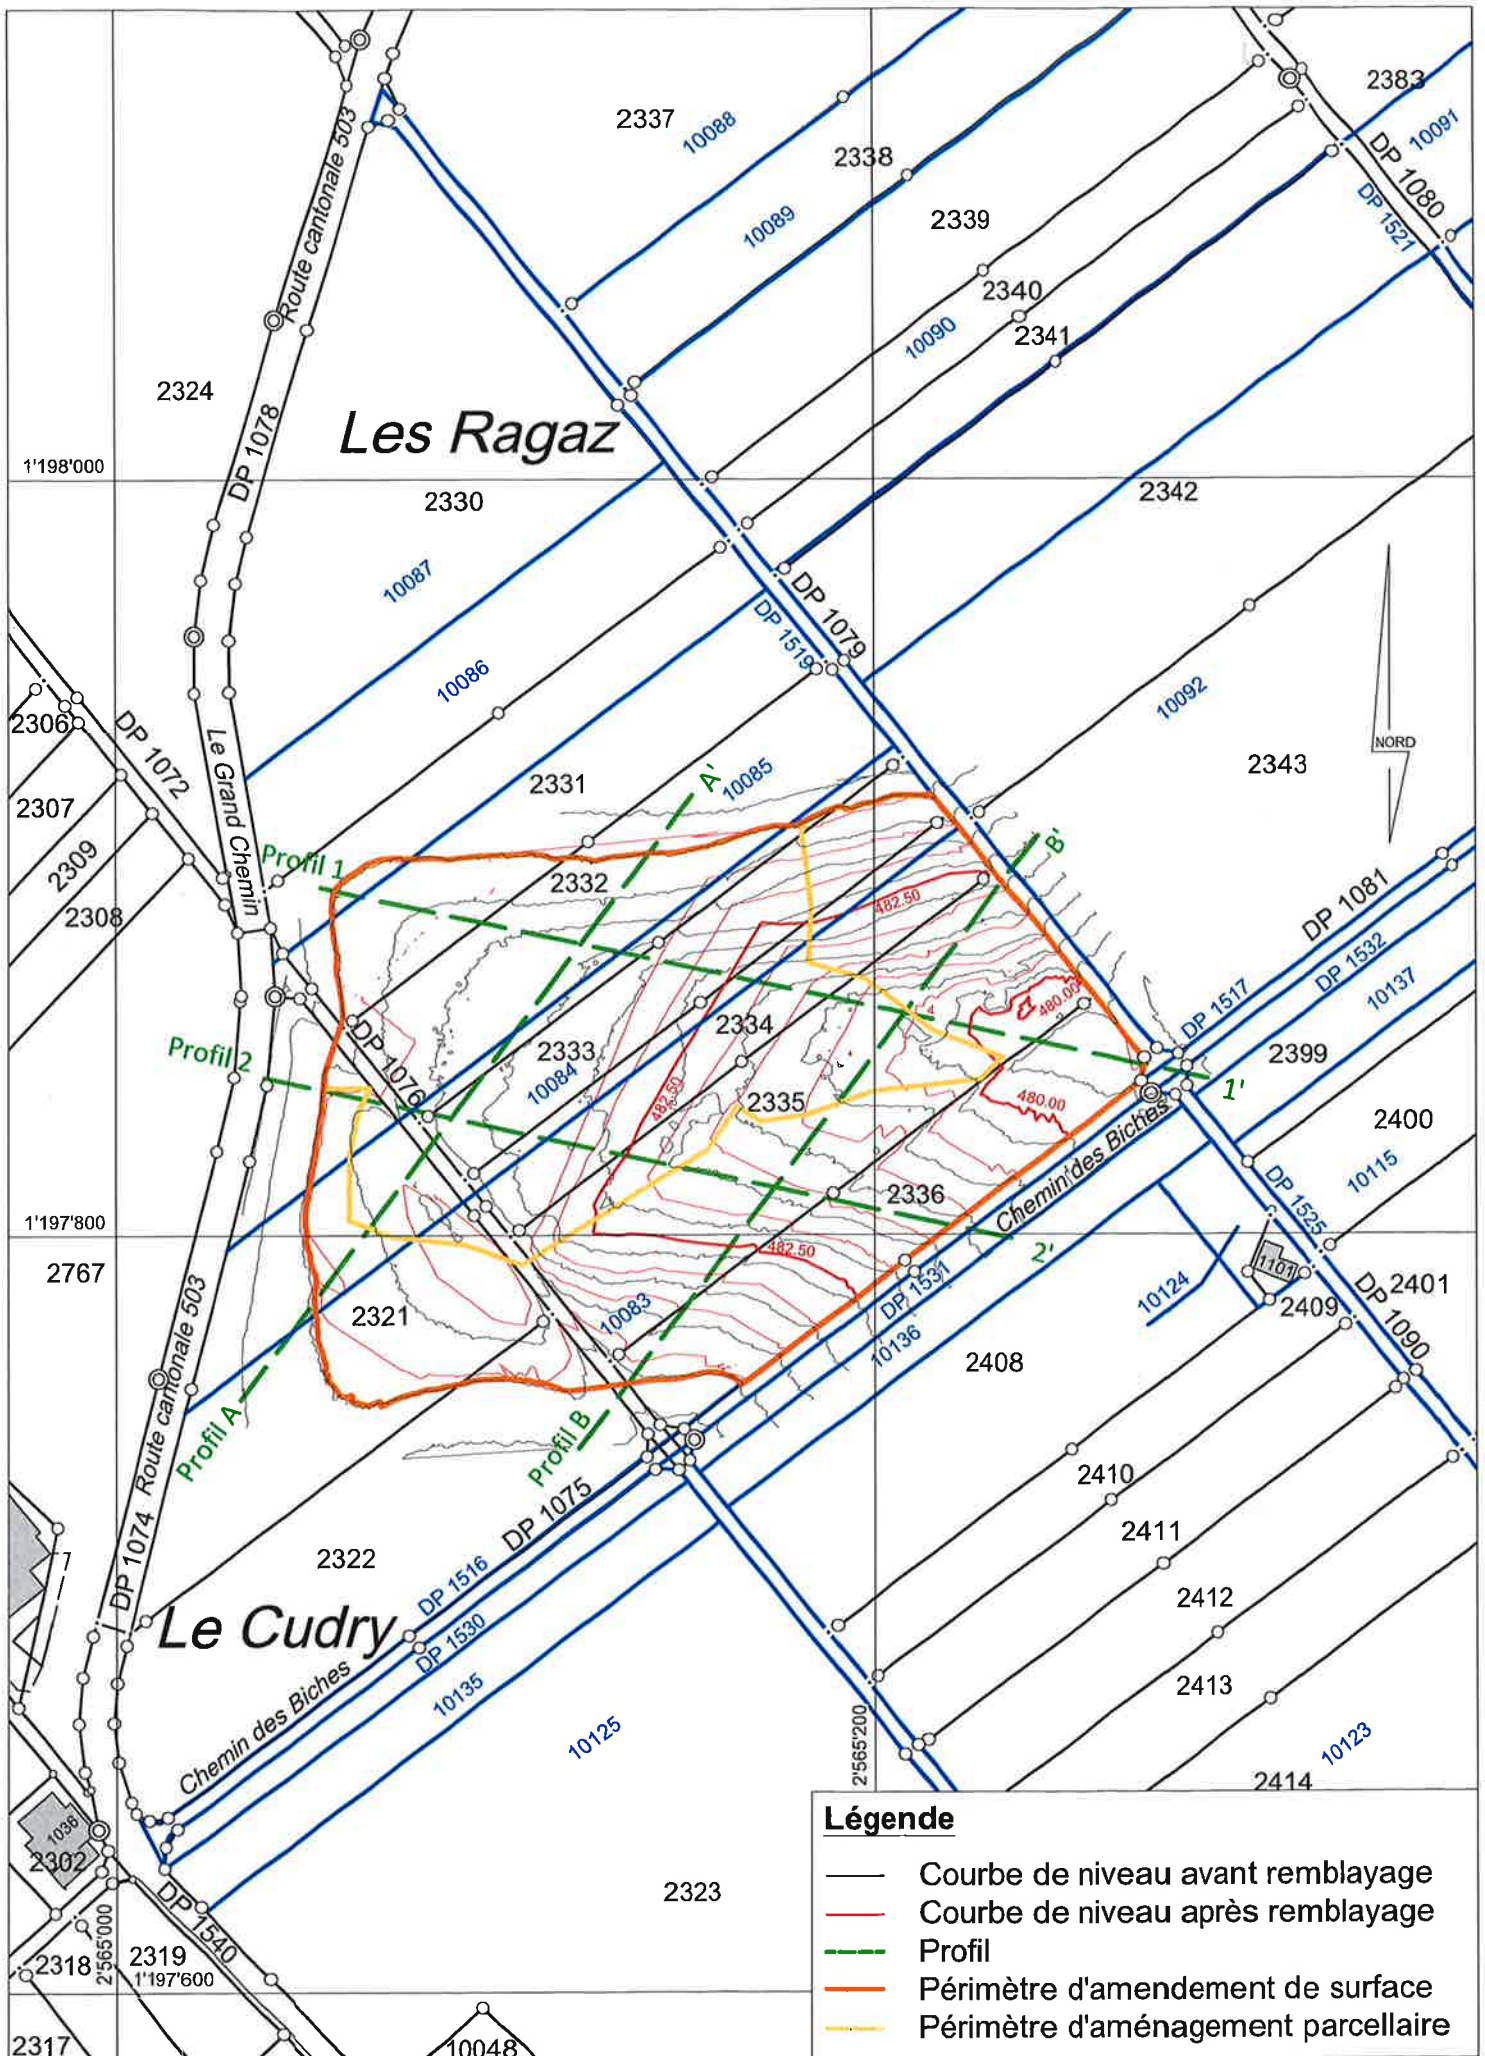 2337
10088
2383
10091
2338
DP 1080
DP 1521
Route cantonale 503
10089
2339
2340
10090
2341
2324
Les Ragaz
DP 1078
1'198'000
2330
2342
10087
DP 1079
DP 1519
10086
10092
2306
DP 1072
Le Grand Chemin
NORD
2343
2331
10085
A'
2307
B'
Profil 1
2309
2332
482.50
DP 1081
2308
DP 1532
10137
DP 1517
480.00
2334
4
DP 1076
Profil 2
2333
10084
482.50
2335
480.00
1'
2399
Chemin des Biches
2400
10115
2336
DP 1525
1'197'800
482.50
2'
2767
1101
2401
10124
2409
DP 1090
2321
10083
DP 1531
10136
2408
Route cantonale 503
Profil A
Profil B
2410
DP 1075
2411
DP 1074
2322
DP 1516
2412
Le Cudry
DP 1530
10135
2413
Chemin des Biches
10125
2'565'200
10123
2414
1036
2302
2323
DP 1540
2'565'000
2318
2319
1'197'600
2317
10048
Légende
Courbe de niveau avant remblayage
Courbe de niveau après remblayage
Profil
Périmètre d'amendement de surface
Périmètre d'aménagement parcellaire